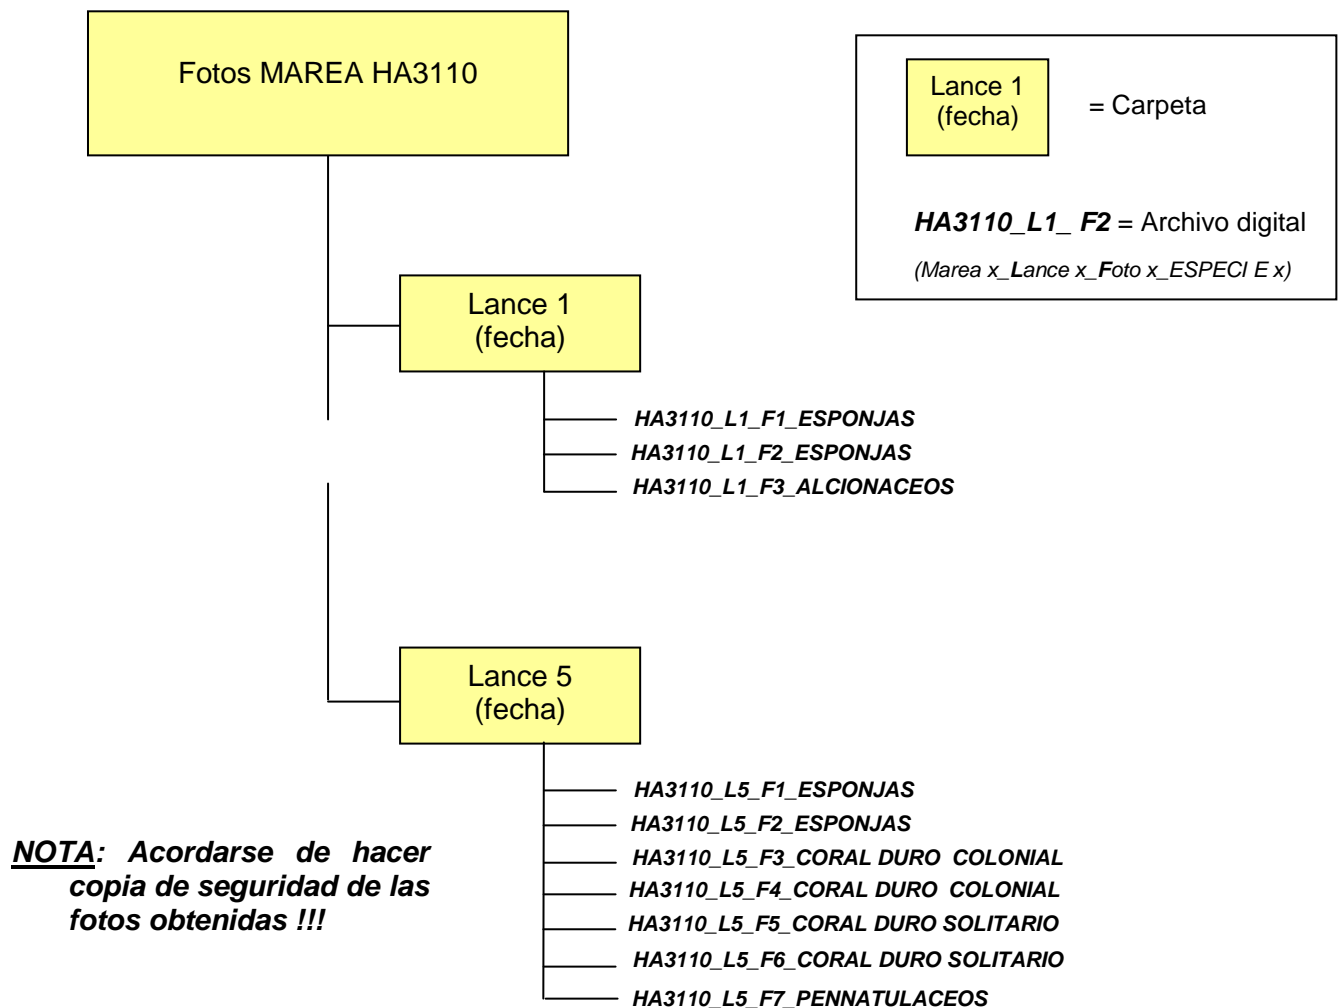 Fotos MAREA HA3110
Lance 1
(fecha)
= Carpeta
HA3110_L1_ F2 = Archivo digital
(Marea x_Lance x_Foto x_ESPECI E x)
Lance 1
(fecha)
HA3110_L1_F1_ESPONJAS
HA3110_L1_F2_ESPONJAS
HA3110_L1_F3_ALCIONACEOS
Lance 5
(fecha)
HA3110_L5_F1_ESPONJAS
HA3110_L5_F2_ESPONJAS
HA3110_L5_F3_CORAL DURO COLONIAL
HA3110_L5_F4_CORAL DURO COLONIAL
HA3110_L5_F5_CORAL DURO SOLITARIO
HA3110_L5_F6_CORAL DURO SOLITARIO
HA3110_L5_F7_PENNATULACEOS
NOTA: Acordarse de hacer
copia de seguridad de las
fotos obtenidas !!!